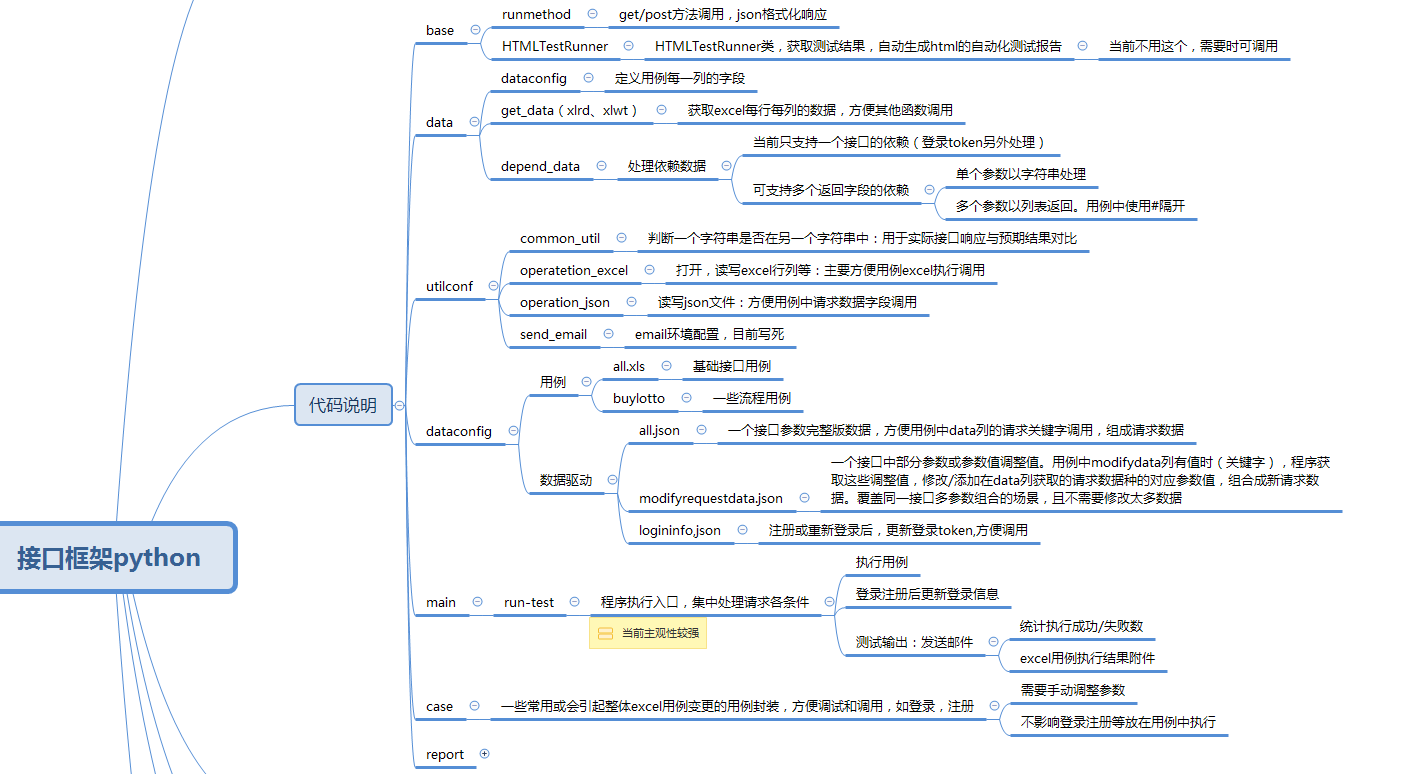 接口框架python
代码说明
base
runmethod
get/post方法调用，json格式化响应
HTMLTestRunner
HTMLTestRunner类，获取测试结果，自动生成html的自动化测试报告
当前不用这个，需要时可调用
data
dataconfig
定义用例每一列的字段
get_data（xlrd、xlwt）
获取excel每行每列的数据，方便其他函数调用
depend_data
处理依赖数据
当前只支持一个接口的依赖（登录token另外处理）
可支持多个返回字段的依赖
单个参数以字符串处理
多个参数以列表返回。用例中使用#隔开
utilconf
common_util
判断一个字符串是否在另一个字符串中：用于实际接口响应与预期结果对比
operatetion_excel
打开，读写excel行列等：主要方便用例excel执行调用
operation_json
读写json文件：方便用例中请求数据字段调用
send_email
email环境配置，目前写死
dataconfig
用例
all.xls
基础接口用例
buylotto
一些流程用例
数据驱动
all.json
一个接口参数完整版数据，方便用例中data列的请求关键字调用，组成请求数据
modifyrequestdata.json
一个接口中部分参数或参数值调整值。用例中modifydata列有值时（关键字），程序获
取这些调整值，修改/添加在data列获取的请求数据种的对应参数值，组合成新请求数
据。覆盖同一接口多参数组合的场景，且不需要修改太多数据
logininfo,json
注册或重新登录后，更新登录token,方便调用
main
run-test
程序执行入口，集中处理请求各条件
当前主观性较强
执行用例
登录注册后更新登录信息
测试输出：发送邮件
统计执行成功/失败数
excel用例执行结果附件
case
一些常用或会引起整体excel用例变更的用例封装，方便调试和调用，如登录，注册
需要手动调整参数
不影响登录注册等放在用例中执行
report